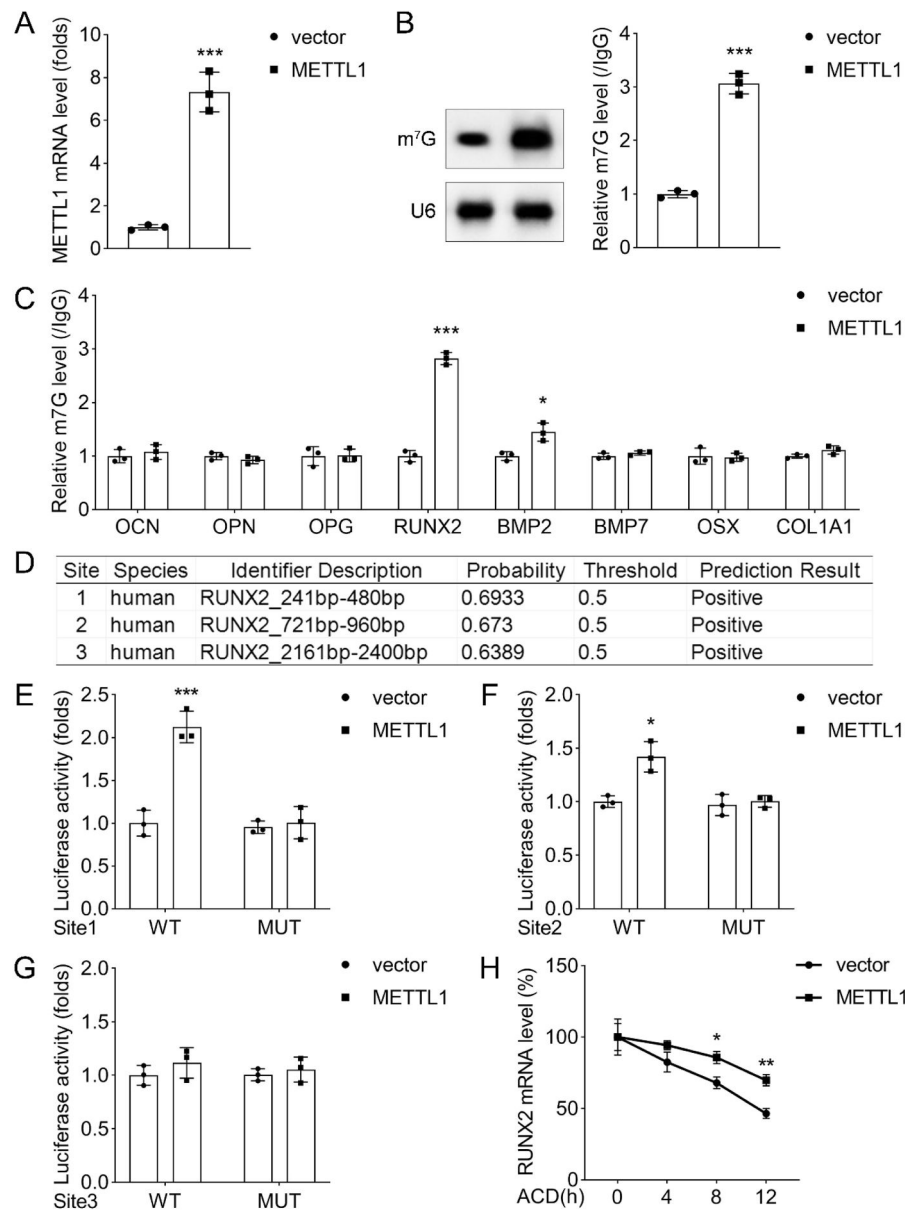 A
METTL1 mRNA level (folds)
10
8
6
4
2
0
***
vector
METTL1
B
m⁷G
U6
Relative m7G level (/IgG)
4
3
2
1
0
***
vector
METTL1
C
Relative m7G level (/IgG)
4
3
2
1
0
***
*
vector
METTL1
OCN OPN OPG RUNX2 BMP2 BMP7 OSX COL1A1
D
Site Species Identifier Description Probability Threshold Prediction Result
1 human RUNX2_241bp-480bp 0.6933 0.5 Positive
2 human RUNX2_721bp-960bp 0.673 0.5 Positive
3 human RUNX2_2161bp-2400bp 0.6389 0.5 Positive
E
Luciferase activity (folds)
2.5
2.0
1.5
1.0
0.5
0.0
***
vector
METTL1
Site1 WT MUT
F
Luciferase activity (folds)
2.0
1.5
1.0
0.5
0.0
*
vector
METTL1
Site2 WT MUT
G
Luciferase activity (folds)
2.0
1.5
1.0
0.5
0.0
vector
METTL1
Site3 WT MUT
H
RUNX2 mRNA level (%)
150
100
50
0
*
**
vector
METTL1
ACD(h) 0 4 8 12